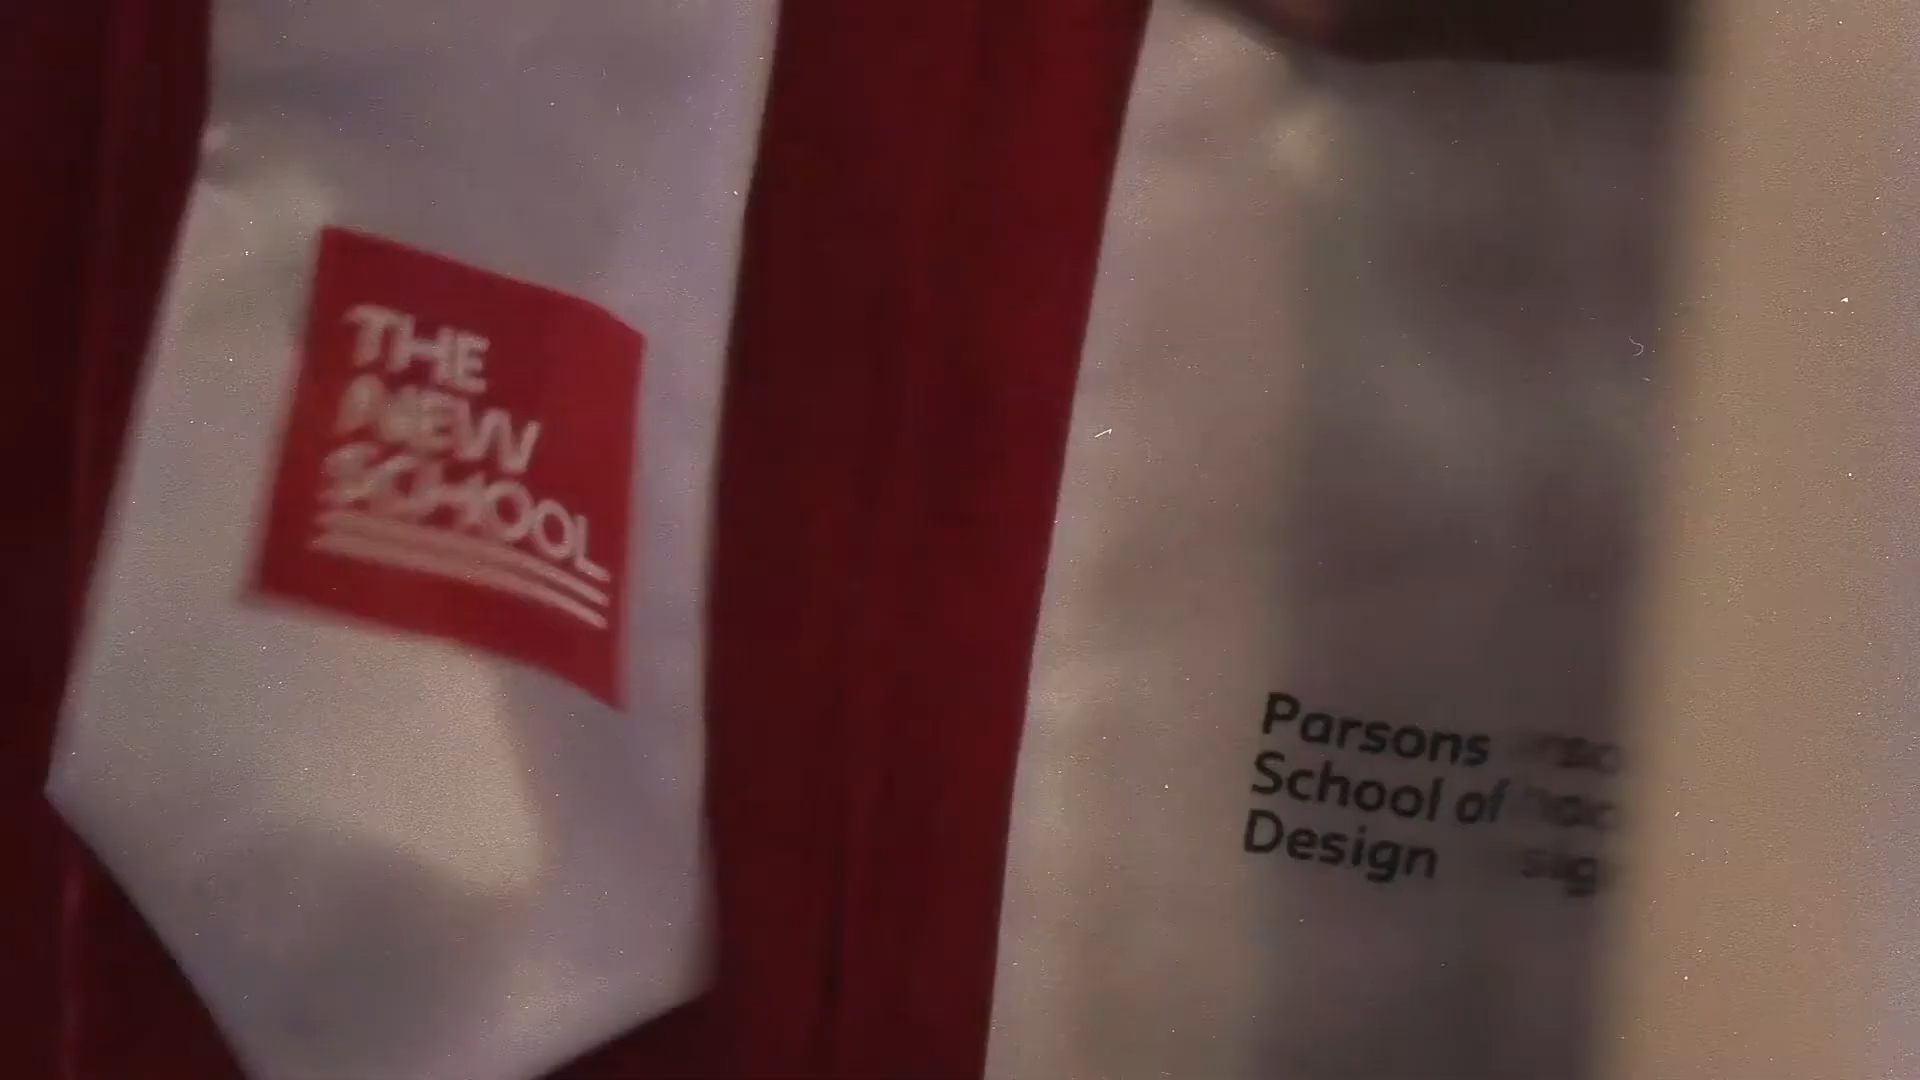 THE
NEW
SCHOOL
Parsons
School of
Design